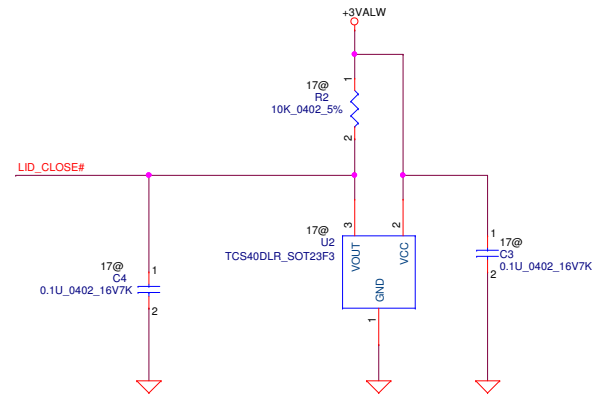 +3VALW
1
17@
R2
10K_0402_5%
2
LID_CLOSE#
3
2
17@
U2
TCS40DLR_SOT23F3
VOUT
VCC
GND
1
1
17@
C3
0.1U_0402_16V7K
2
17@
1
C4
0.1U_0402_16V7K
2